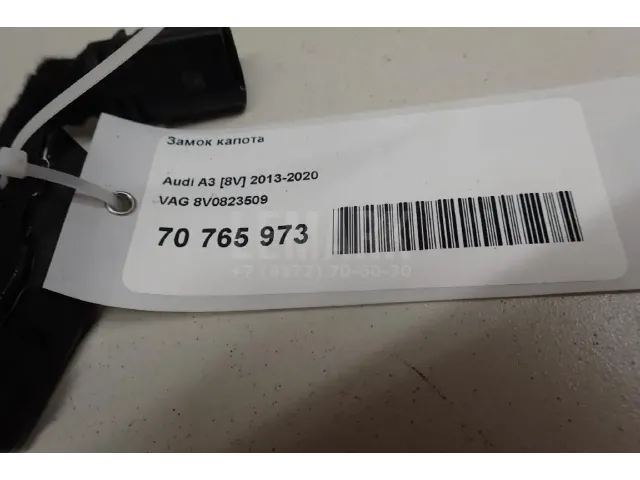 Замок капота
Audi A3 [8V] 2013-2020
VAG 8V0823509
70 765 973